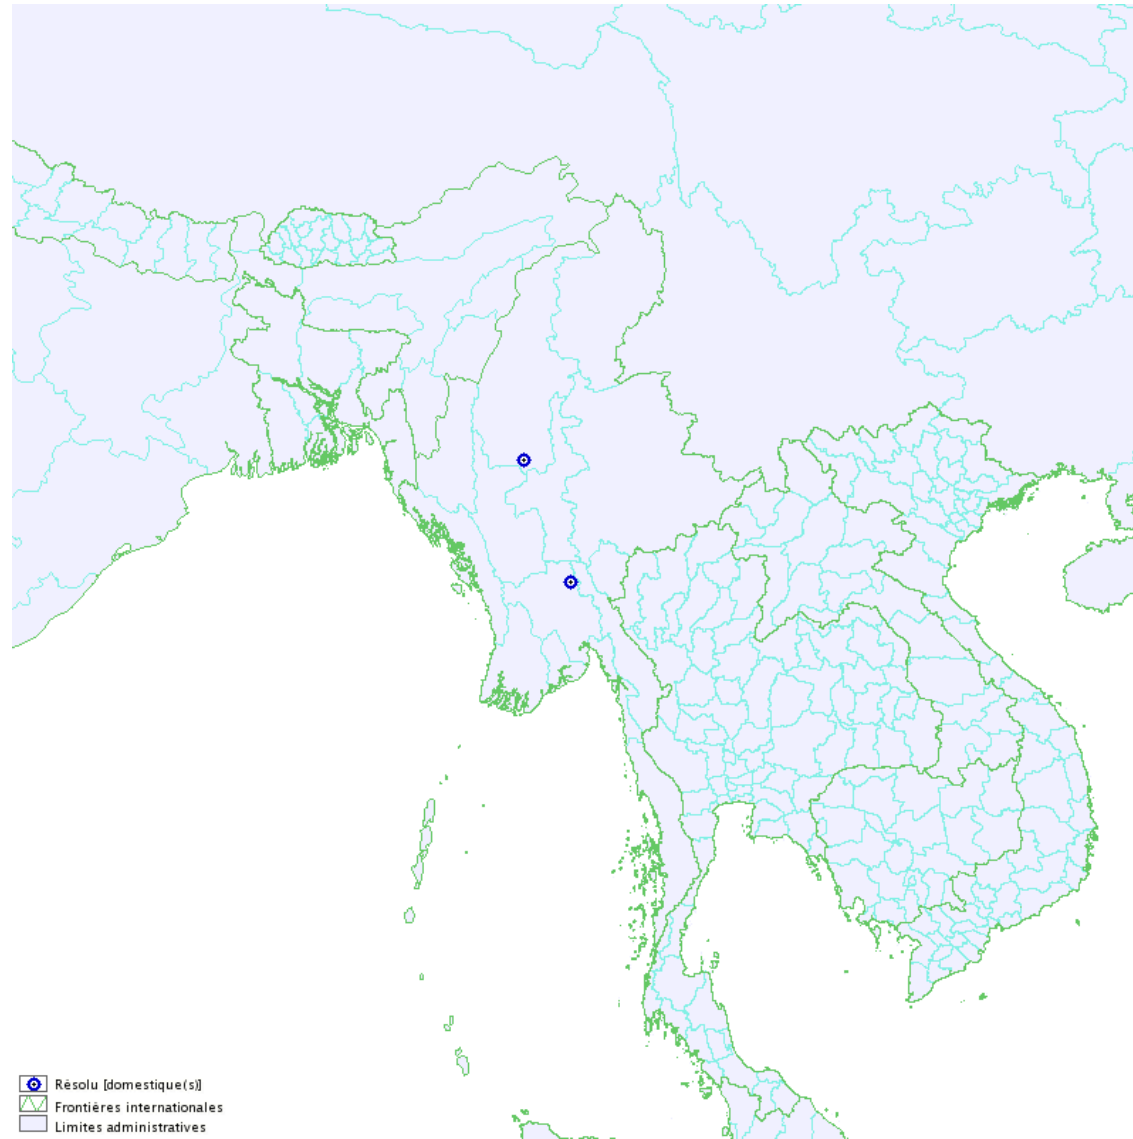 Résolu [domestique(s)]
Frontières internationales
Limites administratives